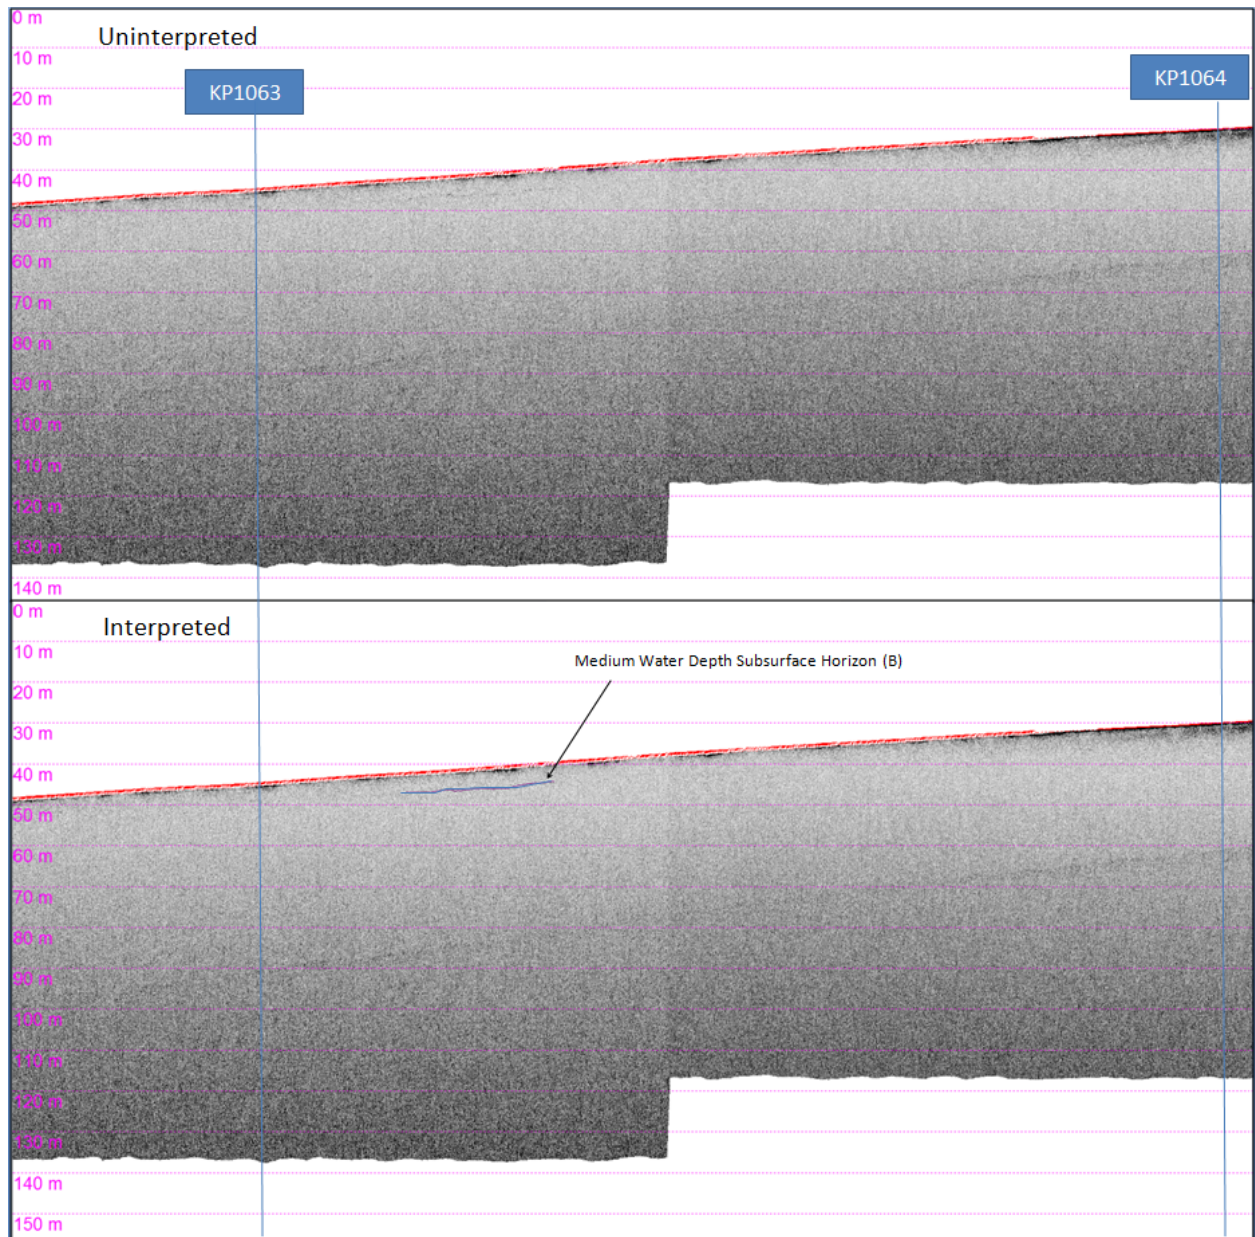 0 m
Uninterpreted
10 m
KP1063
KP1064
20 m
30 m
40 m
50 m
60 m
70 m
80 m
90 m
100 m
110 m
120 m
130 m
140 m
0 m
Interpreted
10 m
Medium Water Depth Subsurface Horizon (B)
20 m
30 m
40 m
50 m
60 m
70 m
80 m
90 m
100 m
110 m
120 m
130 m
140 m
150 m